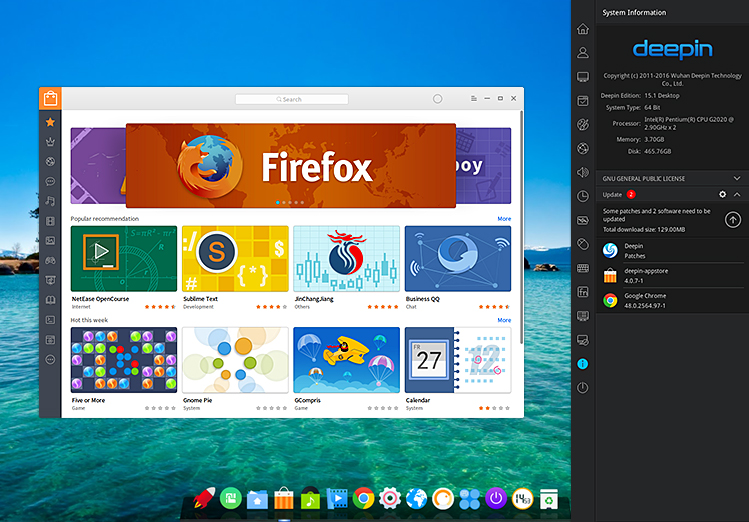 System Information
deepin
Copyright (c) 2011-2016 Wuhan Deepin Technology
Co., Ltd.
Deepin Edition: 15.1 Desktop
System Type: 64 Bit
Processor: Intel(R) Pentium(R) CPU G2020 @
2.90GHz x 2
Memory: 3.70GB
Disk: 465.76GB
GNU GENERAL PUBLIC LICENSE
Update 2
Some patches and 2 software need to be
updated
Total download size: 129.00MB
Deepin
Patches
deepin-appstore
4.0.7-1
Google Chrome
48.0.2564.97-1
Search
Firefox
boy
Popular recommendation More
S
{*}
NetEase OpenCourse Sublime Text JinChangJiang Business QQ
Internet Development Others Chat
Hot this week More
FR
27
Five or More Gnome Pie GCompris Calendar
Game System Game System
14 53